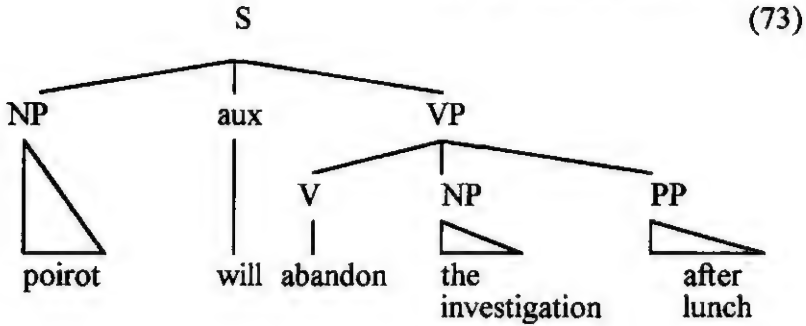 S (73)
NP aux VP
V NP PP
poirot will abandon the after
investigation lunch